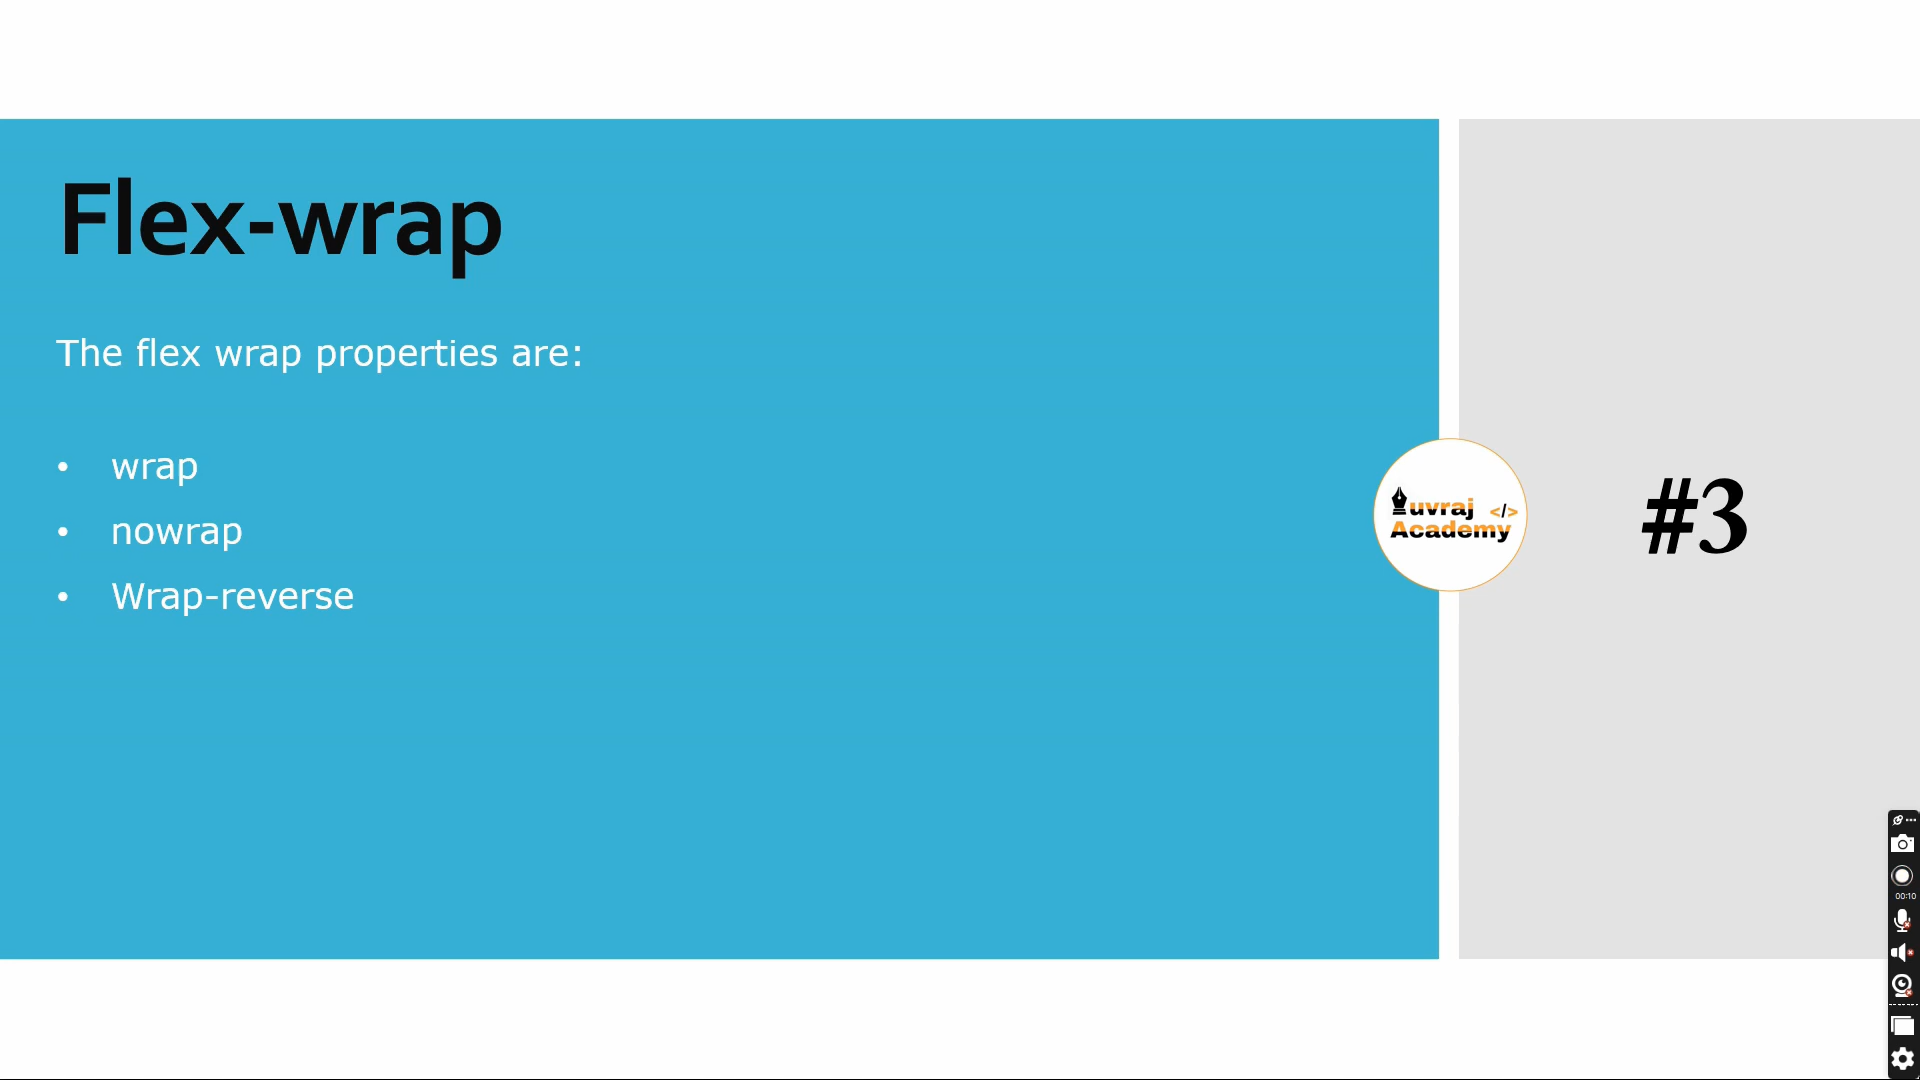 Flex-wrap
The flex wrap properties are:
• wrap
• nowrap
• Wrap-reverse
uvraj </>
Academy
#3
00:10